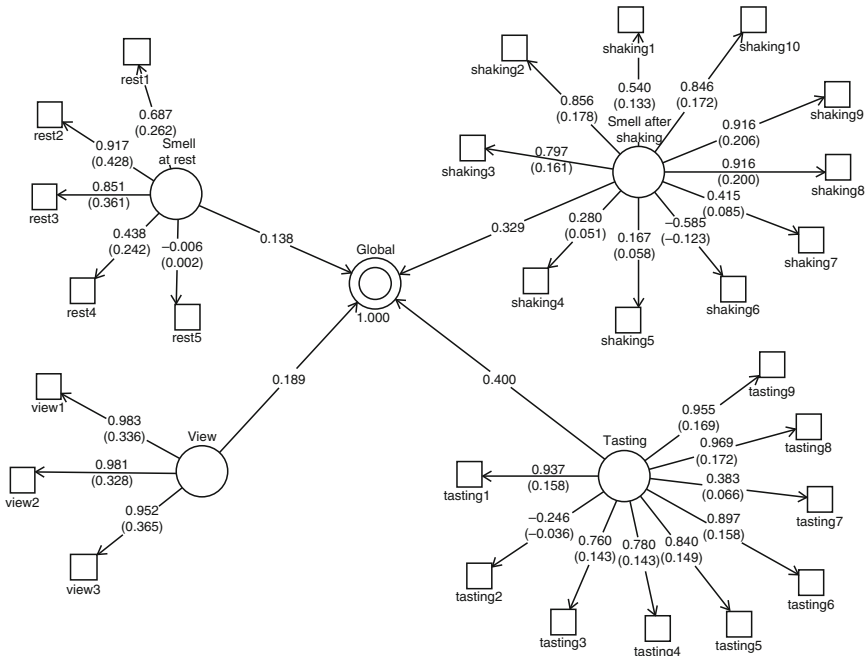 rest1
0.687
(0.262)
Smell
at rest
rest2
0.917
(0.428)
rest3
0.851
(0.361)
0.438
(0.242)
rest4
−0.006
(0.002)
rest5
0.138
Global
1.000
shaking1
0.540
(0.133)
Smell after
shaking
shaking10
0.846
(0.172)
shaking2
0.856
(0.178)
shaking9
0.916
(0.206)
shaking3
0.797
(0.161)
0.916
(0.200)
shaking8
0.415
(0.085)
shaking7
0.329
0.280
(0.051)
shaking4
0.167
(0.058)
shaking5
−0.585
(−0.123)
shaking6
0.189
0.400
view1
0.983
(0.336)
View
view2
0.981
(0.328)
0.952
(0.365)
view3
Tasting
tasting9
0.955
(0.169)
tasting8
0.969
(0.172)
tasting1
0.937
(0.158)
0.383
(0.066)
tasting7
−0.246
(−0.036)
tasting2
0.760
(0.143)
tasting3
0.780
(0.143)
tasting4
0.840
(0.149)
tasting5
0.897
(0.158)
tasting6